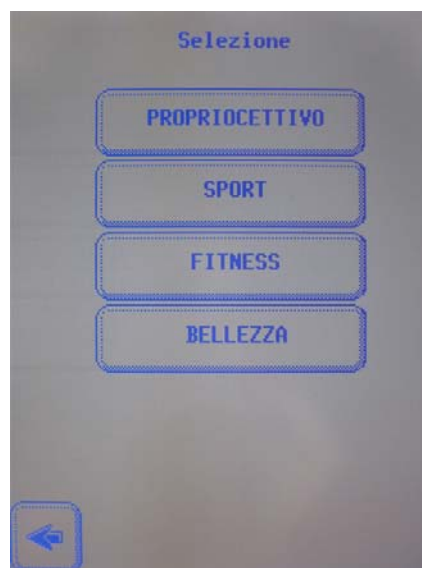 Selezione
PROPRIOCETTIVO
SPORT
FITNESS
BELLEZZA